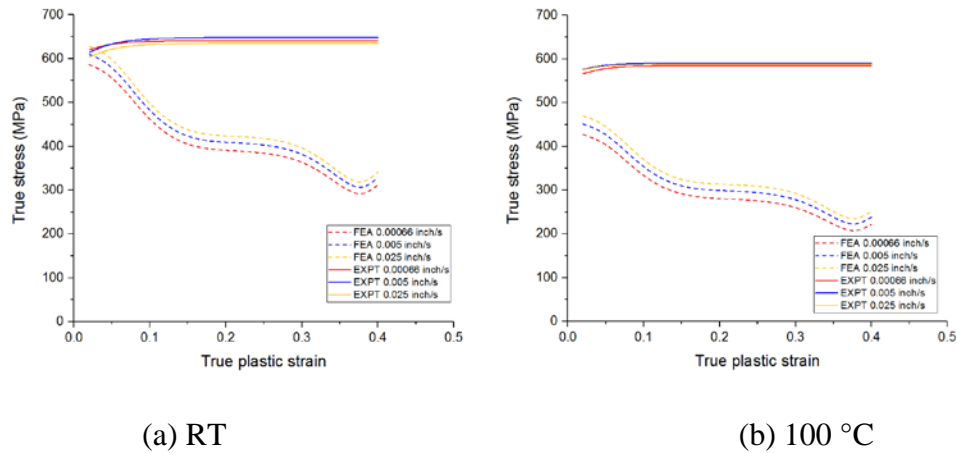 700
600
500
400
300
200
100
0
True stress (MPa)
FEA 0.00066 inch/s
FEA 0.005 inch/s
FEA 0.025 inch/s
EXPT 0.00066 inch/s
EXPT 0.005 inch/s
EXPT 0.025 inch/s
0.0 0.1 0.2 0.3 0.4 0.5
True plastic strain
(a) RT
700
600
500
400
300
200
100
0
True stress (MPa)
FEA 0.00066 inch/s
FEA 0.005 inch/s
FEA 0.025 inch/s
EXPT 0.00066 inch/s
EXPT 0.005 inch/s
EXPT 0.025 inch/s
0.0 0.1 0.2 0.3 0.4 0.5
True plastic strain
(b) 100 °C